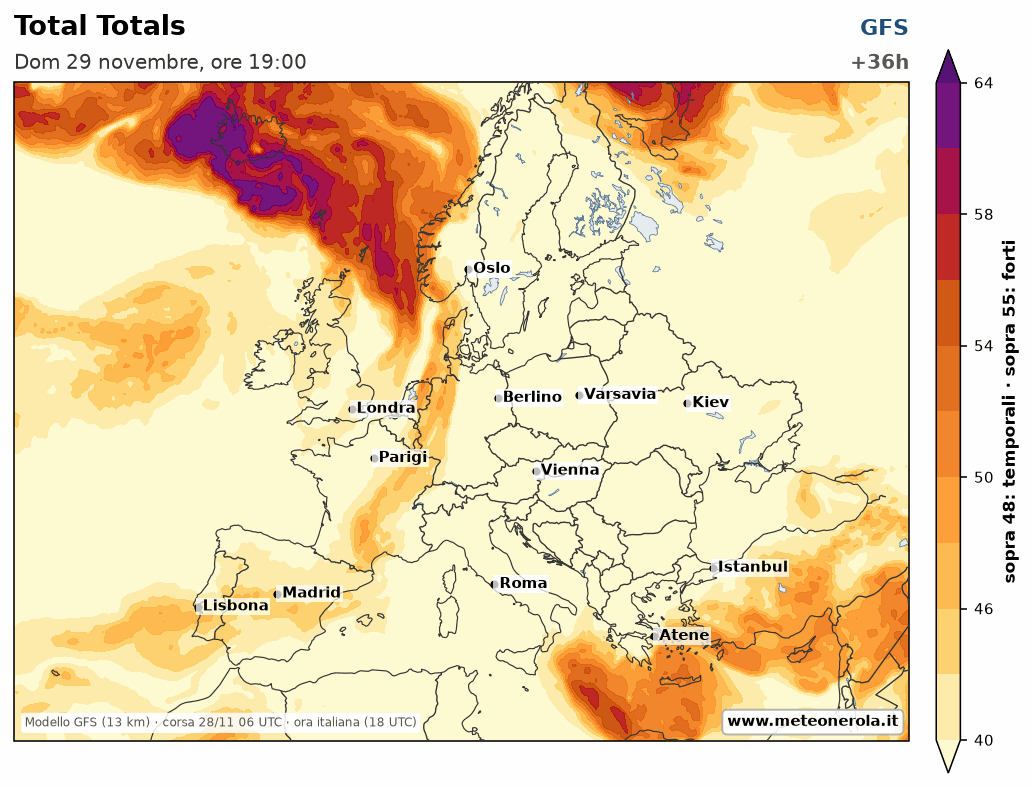 Total Totals
GFS
Dom 29 novembre, ore 19:00
+36h
64
58
54
50
46
40
sopra 48: temporali · sopra 55: forti
Oslo
Berlino
Varsavia
Kiev
Londra
Parigi
Vienna
Istanbul
Roma
Madrid
Lisbona
Atene
Modello GFS (13 km) · corsa 28/11 06 UTC · ora italiana (18 UTC)
www.meteonerola.it